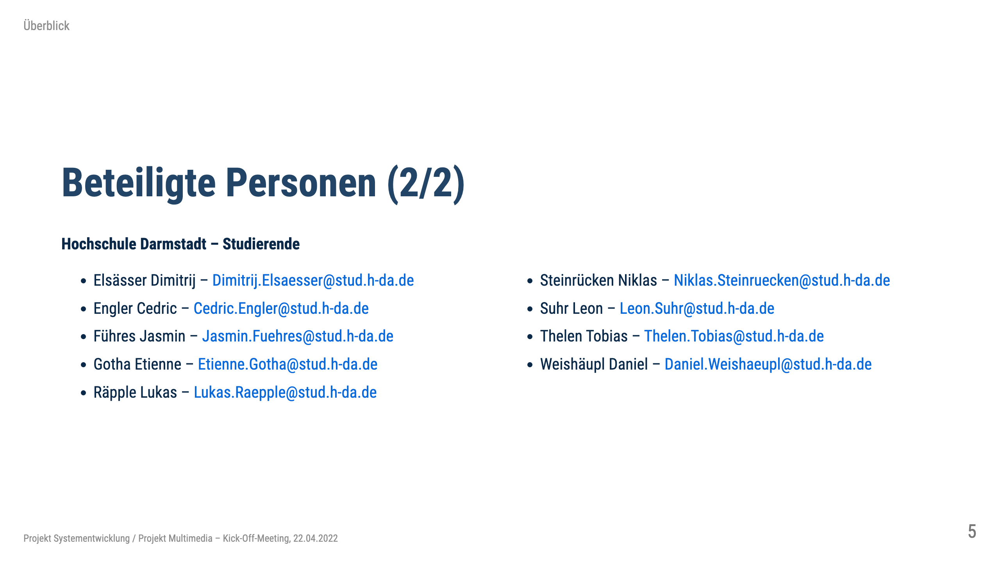 Überblick
Beteiligte Personen (2/2)
Hochschule Darmstadt – Studierende
• Elsässer Dimitrij – Dimitrij.Elsaesser@stud.h-da.de
• Engler Cedric – Cedric.Engler@stud.h-da.de
• Führes Jasmin – Jasmin.Fuehres@stud.h-da.de
• Gotha Etienne – Etienne.Gotha@stud.h-da.de
• Räpple Lukas – Lukas.Raepple@stud.h-da.de
• Steinrücken Niklas – Niklas.Steinruecken@stud.h-da.de
• Suhr Leon – Leon.Suhr@stud.h-da.de
• Thelen Tobias – Thelen.Tobias@stud.h-da.de
• Weishäupl Daniel – Daniel.Weishaeupl@stud.h-da.de
Projekt Systementwicklung / Projekt Multimedia – Kick-Off-Meeting, 22.04.2022
5